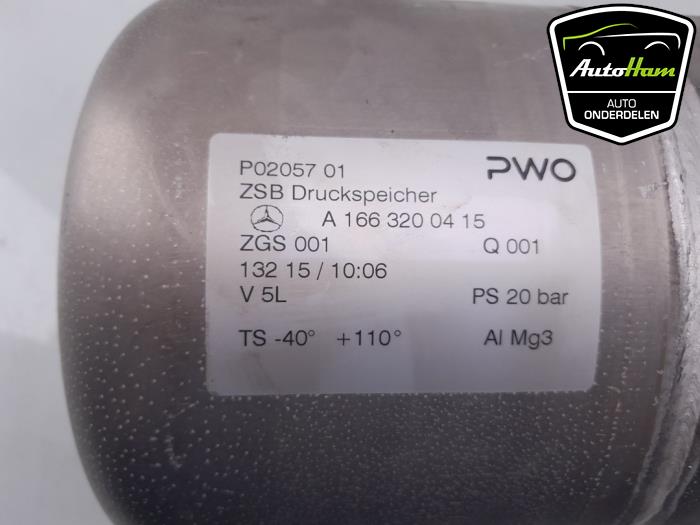 AutoHam
AUTO
ONDERDELEN
P02057 01 PWO
ZSB Druckspeicher
A 166 320 04 15
ZGS 001 Q 001
132 15 / 10:06
V 5L PS 20 bar
TS -40° +110° Al Mg3